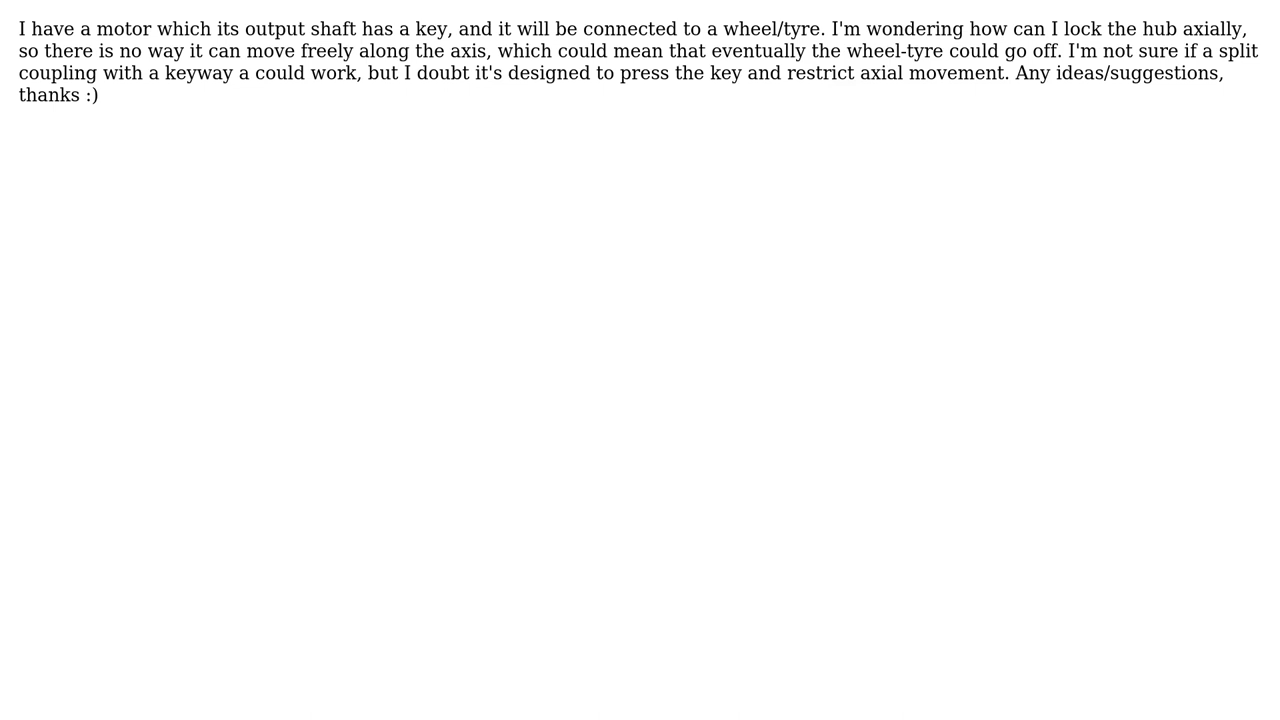 I have a motor which its output shaft has a key, and it will be connected to a wheel/tyre. I'm wondering how can I lock the hub axially,
so there is no way it can move freely along the axis, which could mean that eventually the wheel-tyre could go off. I'm not sure if a split
coupling with a keyway a could work, but I doubt it's designed to press the key and restrict axial movement. Any ideas/suggestions,
thanks :)